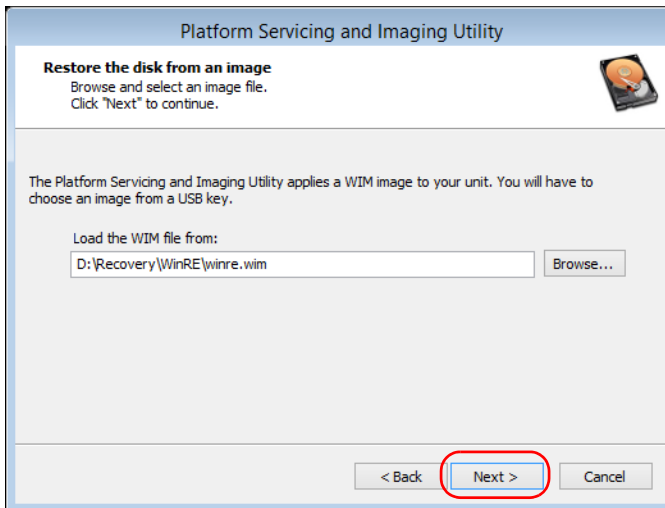 Platform Servicing and Imaging Utility
Restore the disk from an image
Browse and select an image file.
Click "Next" to continue.
The Platform Servicing and Imaging Utility applies a WIM image to your unit. You will have to
choose an image from a USB key.
Load the WIM file from:
D:\Recovery\WinRE\winre.wim
Browse...
< Back
Next >
Cancel